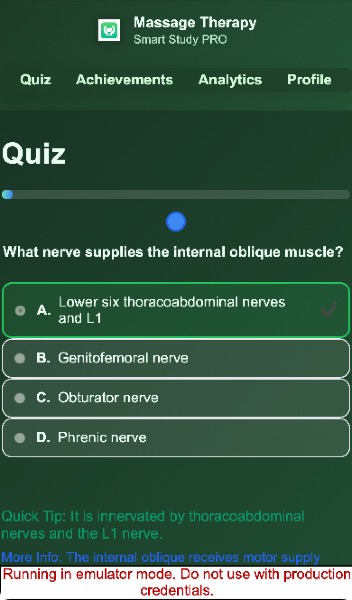 Massage Therapy
Smart Study PRO
Quiz Achievements Analytics Profile
Quiz
What nerve supplies the internal oblique muscle?
A. Lower six thoracoabdominal nerves
and L1
B. Genitofemoral nerve
C. Obturator nerve
D. Phrenic nerve
Quick Tip: It is innervated by thoracoabdominal
nerves and the L1 nerve.
More Info: The internal oblique receives motor supply
Running in emulator mode. Do not use with production
credentials.